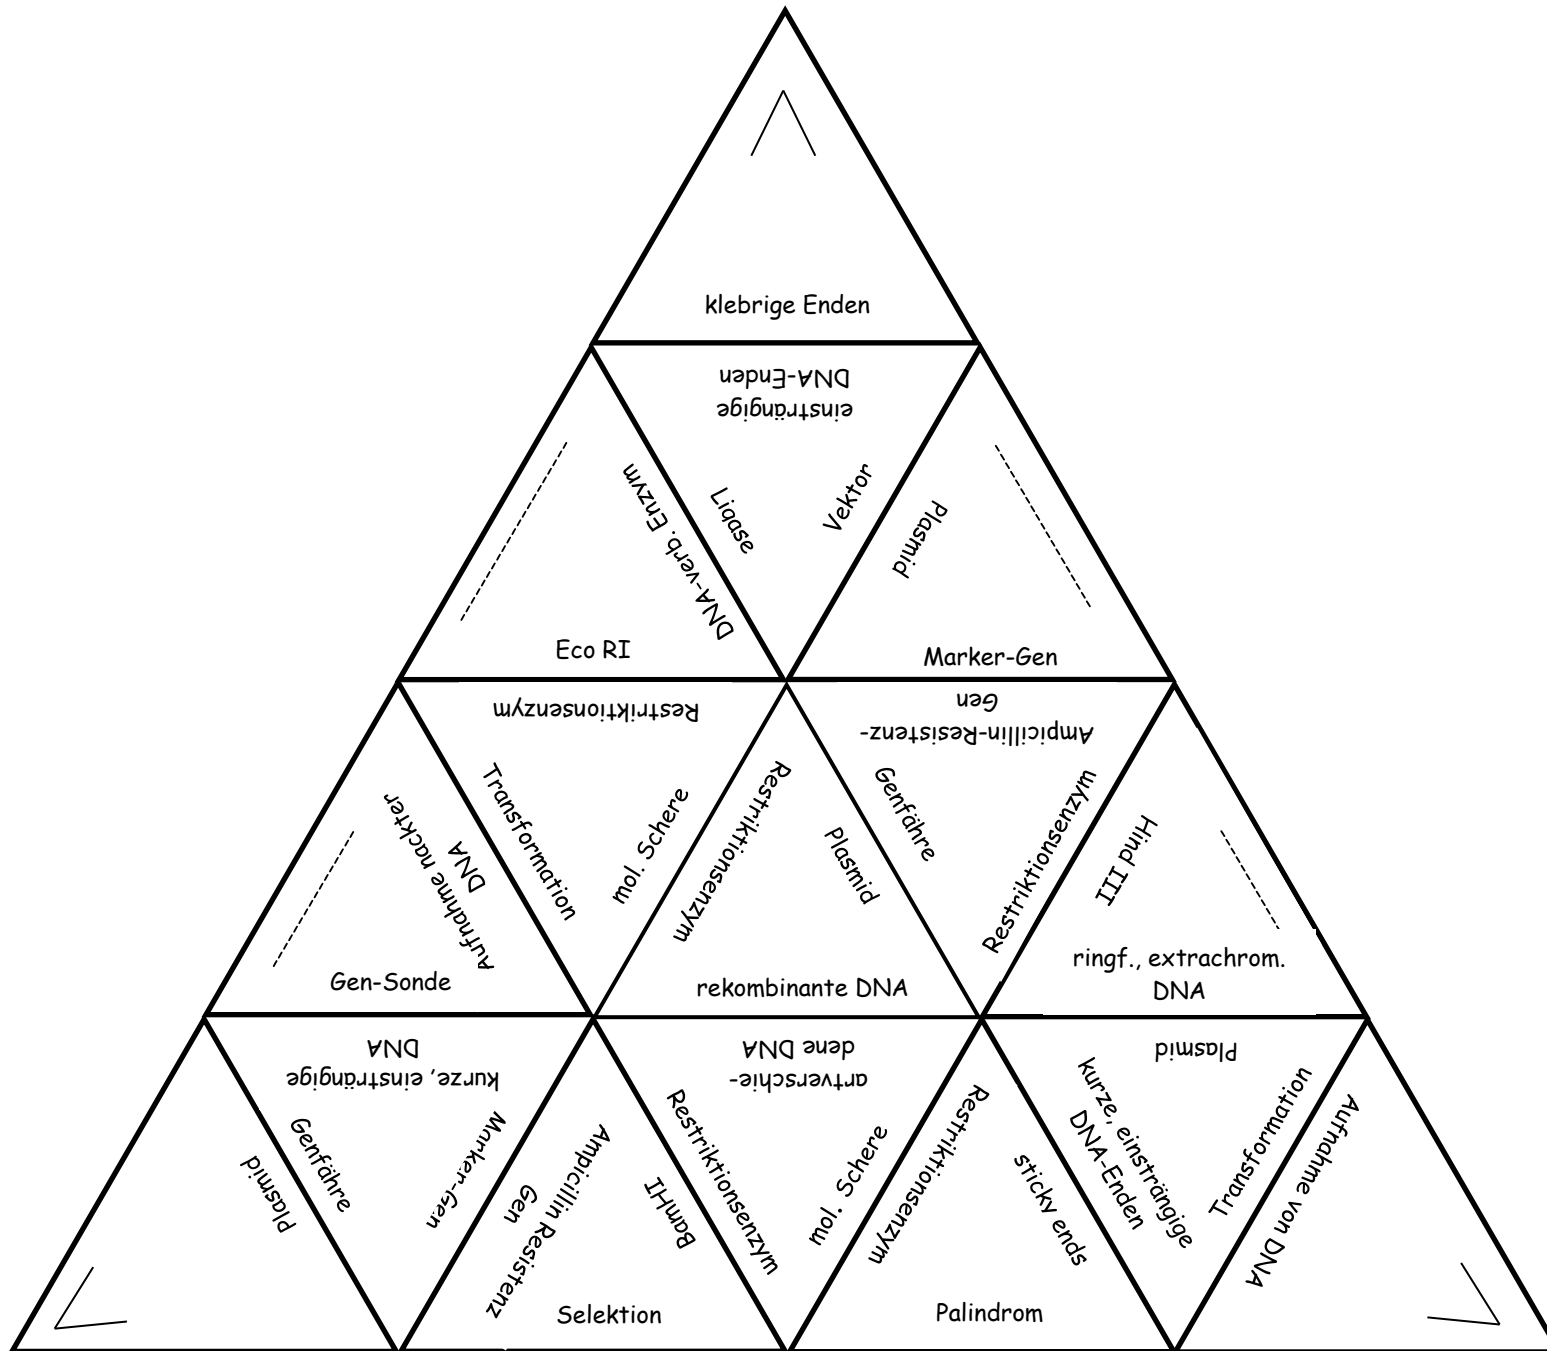 klebrige Enden
einsträngige
DNA-Enden
Ligase
Vektor
DNA-verb. Enzym
Eco RI
Plasmid
Marker-Gen
Restriktionsenzym
Transformation
mol. Schere
Restriktionsenzym
Plasmid
rekombinante DNA
Ampicillin-Resistenz-
Gen
Genfähre
Restriktionsenzym
Hind III
ringf., extrachrom.
DNA
Aufnahme nackter
DNA
Gen-Sonde
Plasmid
kurze, einsträngige
DNA
Genfähre
Marker-Gen
Ampicillin Resistenz
Gen
BamHI
Selektion
artverschie-
dene DNA
Restriktionsenzym
mol. Schere
Restriktionsenzym
sticky ends
Palindrom
Plasmid
kurze, einsträngige
DNA-Enden
Transformation
Aufnahme von DNA